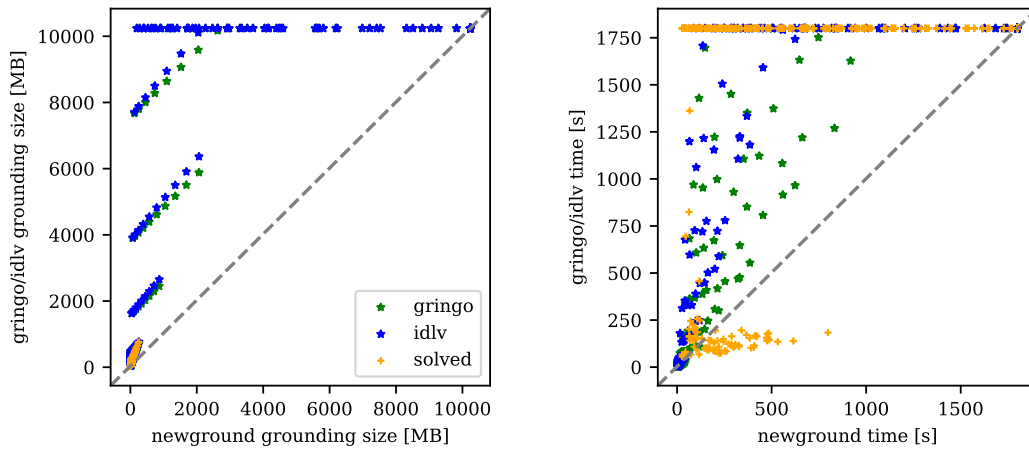 gringo/idlv grounding size [MB]
10000
8000
6000
4000
2000
0
0 2000 4000 6000 8000 10000
newground grounding size [MB]
gringo
idlv
solved
gringo/idlv time [s]
1750
1500
1250
1000
750
500
250
0
0 500 1000 1500
newground time [s]